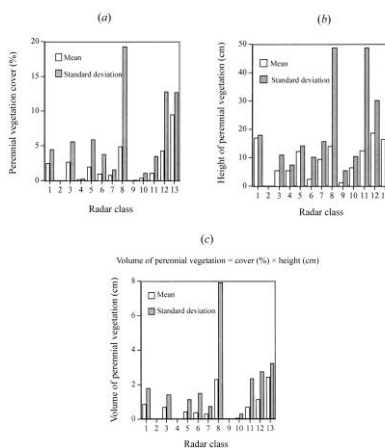 (a)
Perennial vegetation cover (%)
20
15
10
5
0
Mean
Standard deviation
1 2 3 4 5 6 7 8 9 10 11 12 13
Radar class
(b)
Height of perennial vegetation (cm)
50
40
30
20
10
0
Mean
Standard deviation
1 2 3 4 5 6 7 8 9 10 11 12 13
Radar class
(c)
Volume of perennial vegetation = cover (%) × height (cm)
Volume of perennial vegetation (cm)
8
6
4
2
0
Mean
Standard deviation
1 2 3 4 5 6 7 8 9 10 11 12 13
Radar class